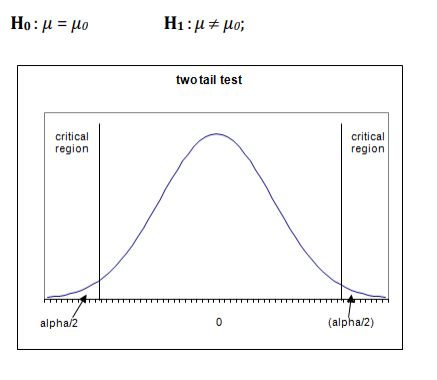 H₀ : μ = μ₀ H₁ : μ ≠ μ₀;
two tail test
critical region
critical region
alpha/2
0
(alpha/2)